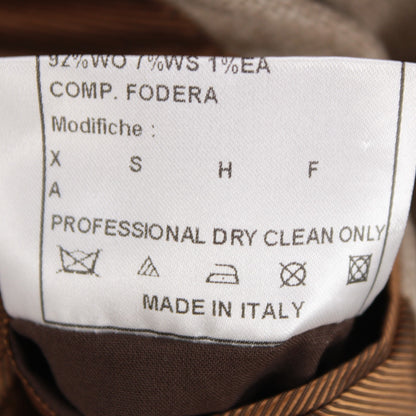 92%WO 7%WS 1%EA
COMP. FODERA
Modifiche :
X S H F
A
PROFESSIONAL DRY CLEAN ONLY
MADE IN ITALY